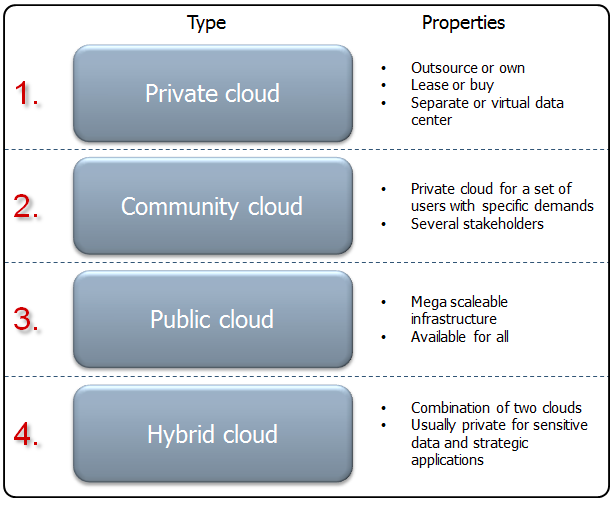 Type Properties
1. Private cloud
• Outsource or own
• Lease or buy
• Separate or virtual data
center
2. Community cloud
• Private cloud for a set of
users with specific demands
• Several stakeholders
3. Public cloud
• Mega scaleable
infrastructure
• Available for all
4. Hybrid cloud
• Combination of two clouds
• Usually private for sensitive
data and strategic
applications